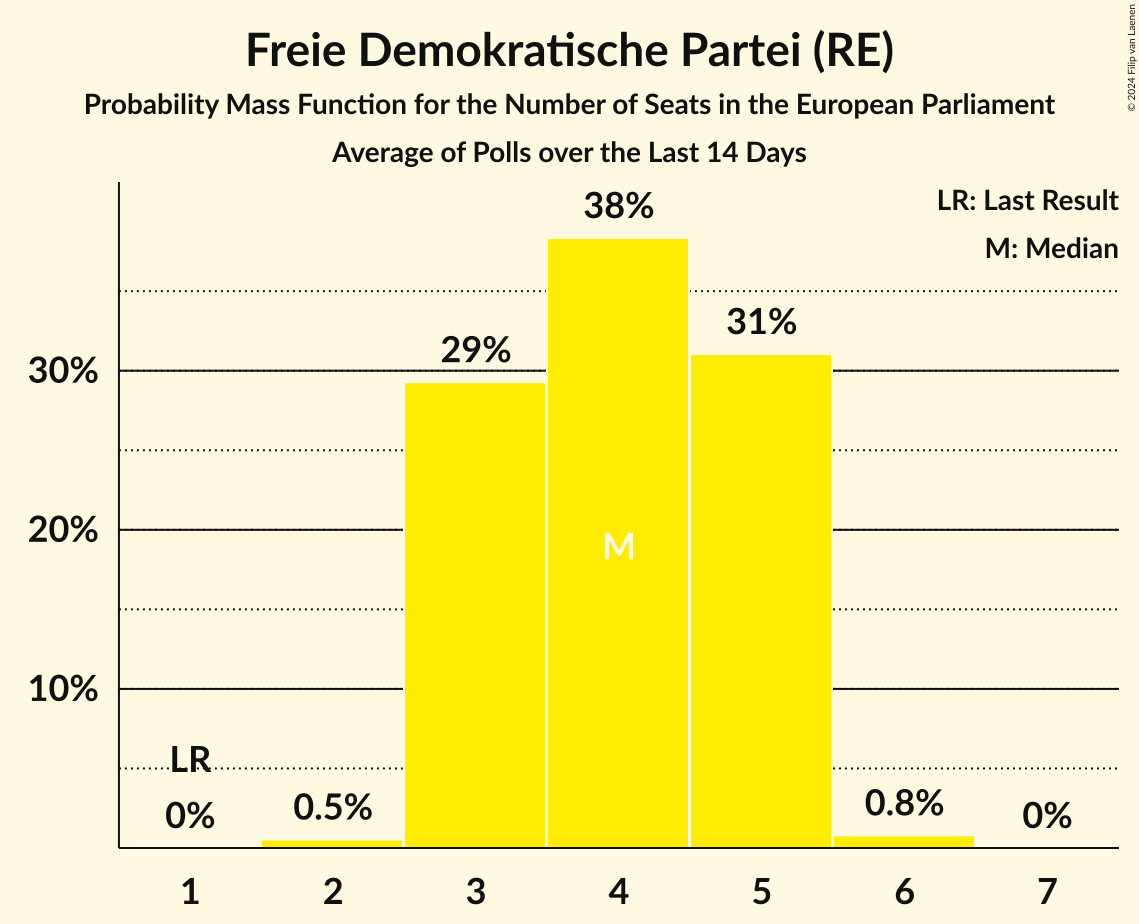 Freie Demokratische Partei (RE)
Probability Mass Function for the Number of Seats in the European Parliament
Average of Polls over the Last 14 Days
© 2024 Filip van Laenen
LR: Last Result
M: Median
38%
31%
29%
30%
20%
M
10%
LR
0%
0.5%
0.8%
0%
1 2 3 4 5 6 7